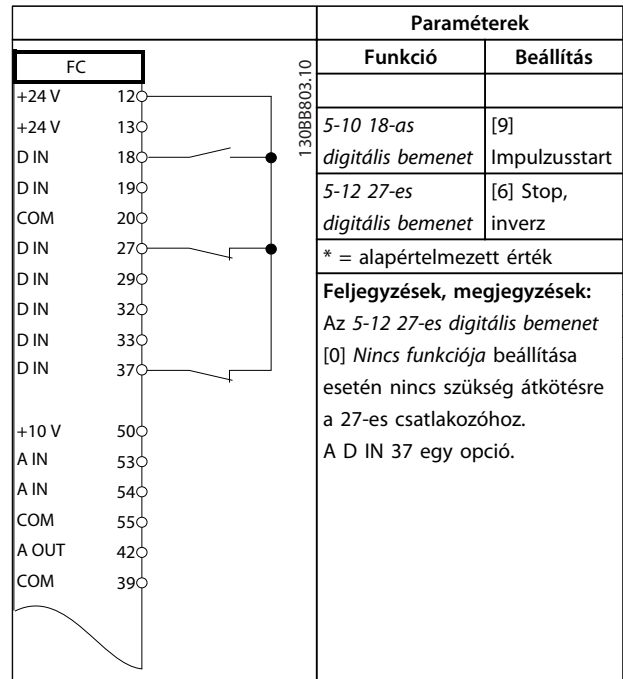 FC
+24 V 12
+24 V 13
D IN 18
D IN 19
COM 20
D IN 27
D IN 29
D IN 32
D IN 33
D IN 37
+10 V 50
A IN 53
A IN 54
COM 55
A OUT 42
COM 39
130BB803.10
Paraméterek
Funkció Beállítás
5-10 18-as [9]
digitális bemenet Impulzusstart
5-12 27-es [6] Stop,
digitális bemenet inverz
* = alapértelmezett érték
Feljegyzések, megjegyzések:
Az 5-12 27-es digitális bemenet
[0] Nincs funkciója beállítása
esetén nincs szükség átkötésre
a 27-es csatlakozóhoz.
A D IN 37 egy opció.